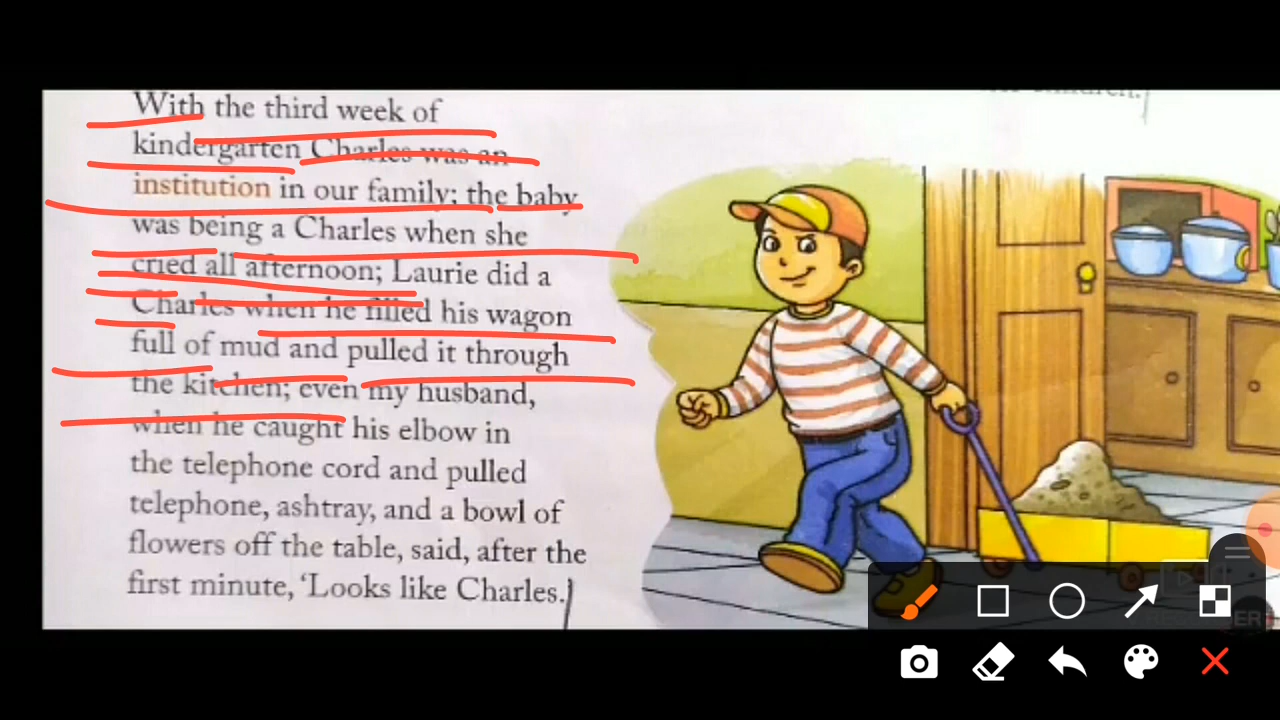 children.
With the third week of
kindergarten Charles was an
institution in our family; the baby
was being a Charles when she
cried all afternoon; Laurie did a
Charles when he filled his wagon
full of mud and pulled it through
the kitchen; even my husband,
when he caught his elbow in
the telephone cord and pulled
telephone, ashtray, and a bowl of
flowers off the table, said, after the
first minute, ‘Looks like Charles.